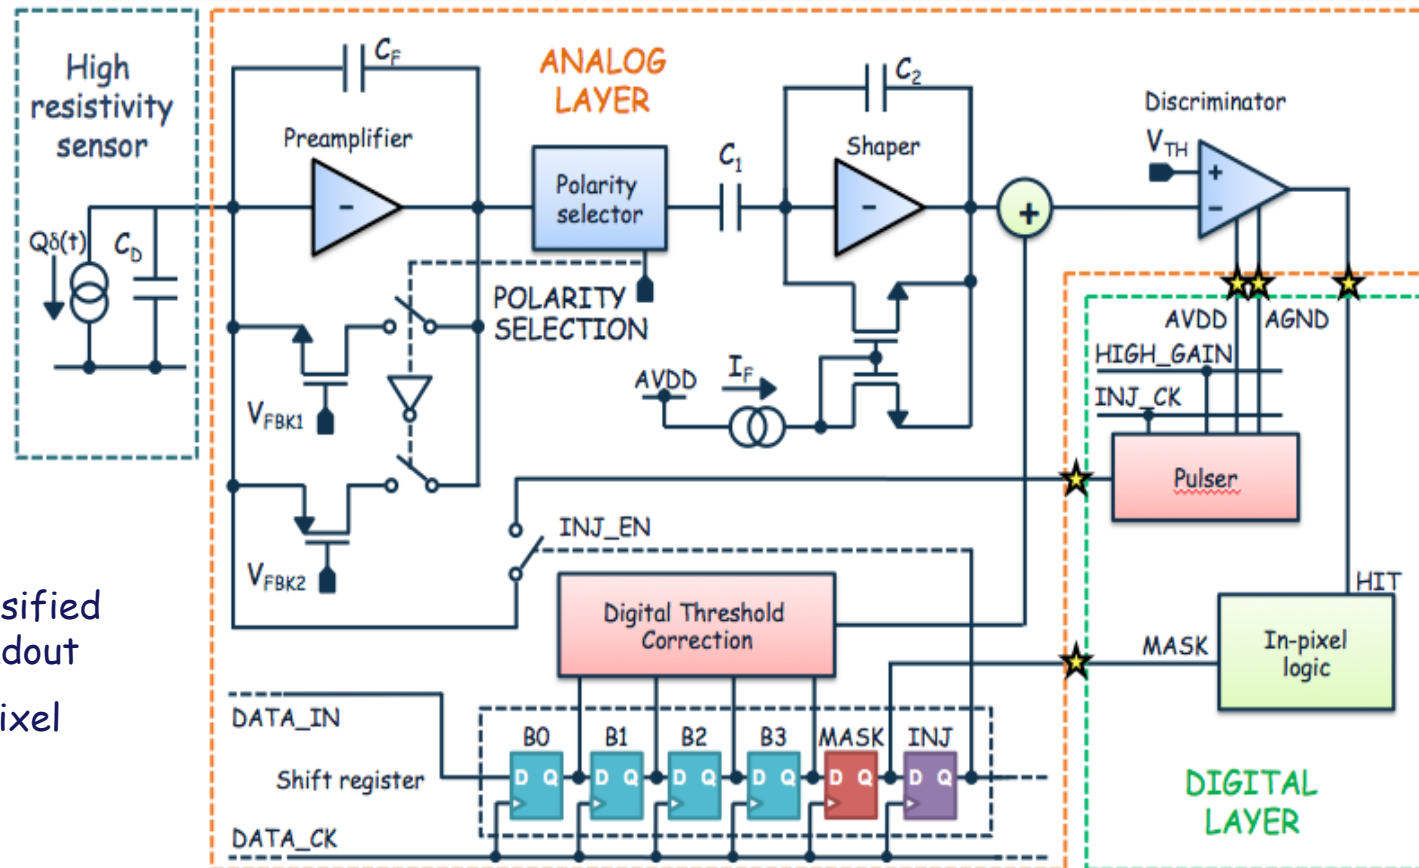 High
resistivity
sensor
Qδ(t)
C_D
C_F
Preamplifier
ANALOG
LAYER
Polarity
selector
POLARITY
SELECTION
V_FBK1
V_FBK2
C_1
C_2
Shaper
AVDD
I_F
+
Discriminator
V_TH
+
-
AVDD
AGND
HIGH_GAIN
INJ_CK
Pulser
INJ_EN
Digital Threshold
Correction
HIT
MASK
In-pixel
logic
sified
dout
ixel
DATA_IN
B0 B1 B2 B3 MASK INJ
D Q D Q D Q D Q D Q D Q
Shift register
DATA_CK
DIGITAL
LAYER